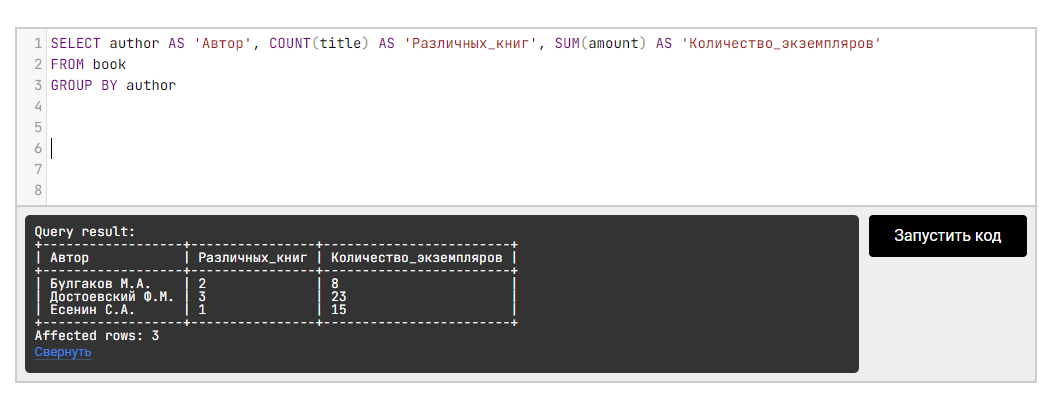 1 SELECT author AS 'Автор', COUNT(title) AS 'Различных_книг', SUM(amount) AS 'Количество_экземпляров'
2 FROM book
3 GROUP BY author
4
5
6
7
8
Query result:
+------------------+----------------+------------------------+
| Автор            | Различных_книг | Количество_экземпляров |
+------------------+----------------+------------------------+
| Булгаков М.А.    | 2              | 8                      |
| Достоевский Ф.М. | 3              | 23                     |
| Есенин С.А.      | 1              | 15                     |
+------------------+----------------+------------------------+
Affected rows: 3
Свернуть
Запустить код